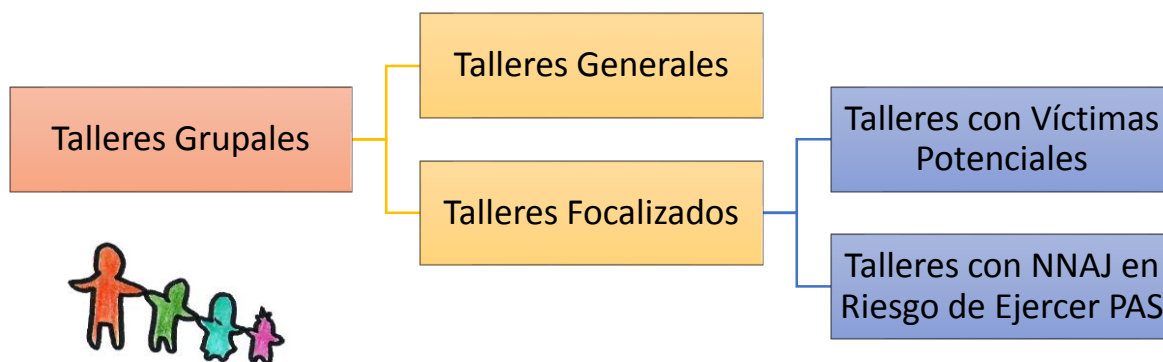 Talleres Grupales
Talleres Generales
Talleres Focalizados
Talleres con Víctimas
Potenciales
Talleres con NNAJ en
Riesgo de Ejercer PAS